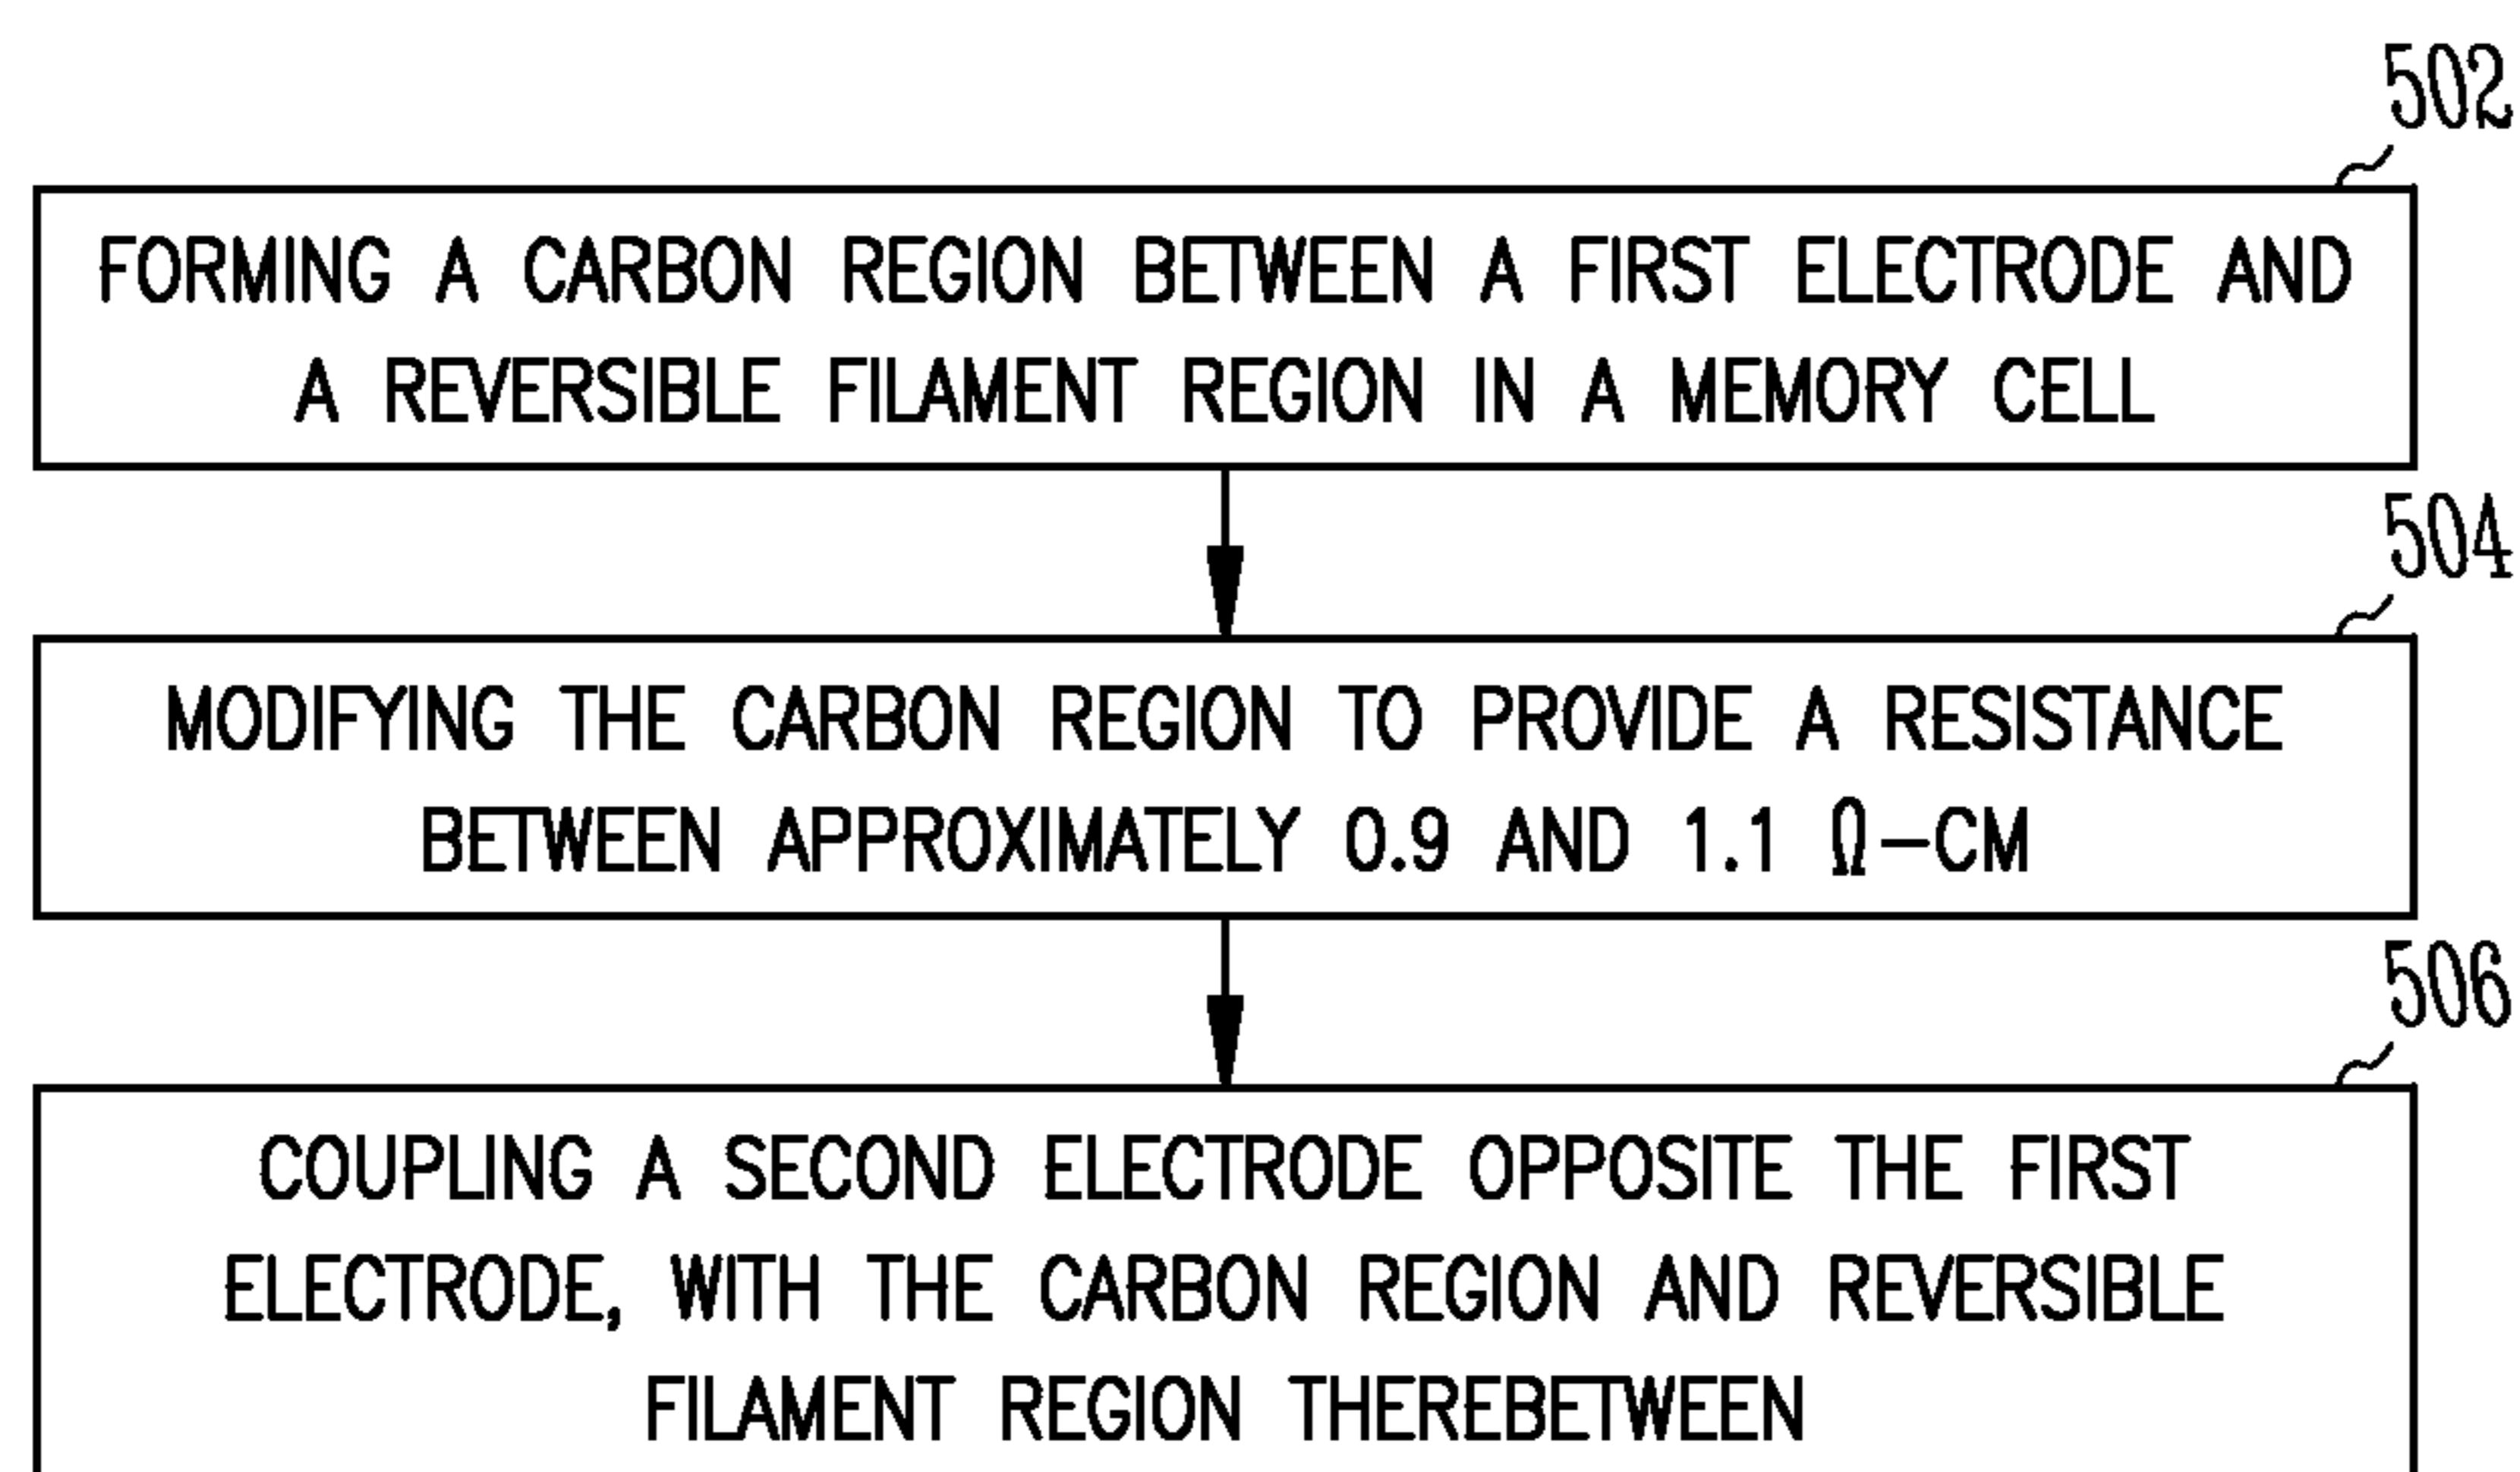 502
FORMING A CARBON REGION BETWEEN A FIRST ELECTRODE AND
A REVERSIBLE FILAMENT REGION IN A MEMORY CELL
504
MODIFYING THE CARBON REGION TO PROVIDE A RESISTANCE
BETWEEN APPROXIMATELY 0.9 AND 1.1 Ω-CM
506
COUPLING A SECOND ELECTRODE OPPOSITE THE FIRST
ELECTRODE, WITH THE CARBON REGION AND REVERSIBLE
FILAMENT REGION THEREBETWEEN